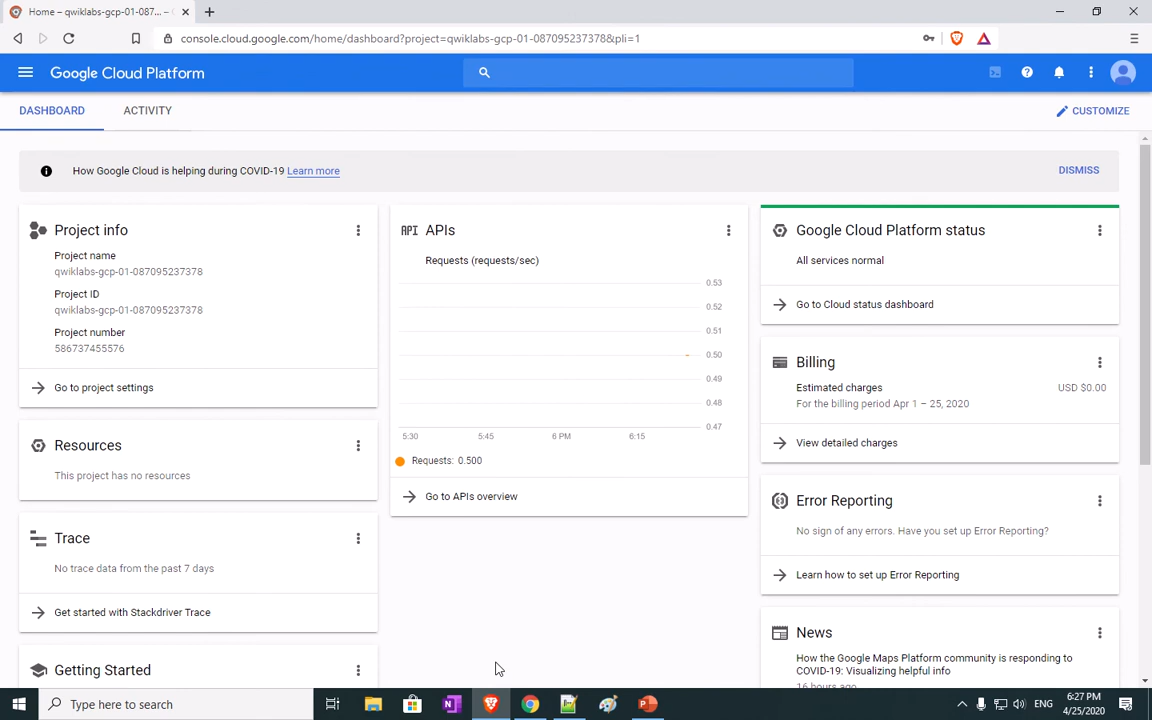 Home – qwiklabs-gcp-01-087... –
console.cloud.google.com/home/dashboard?project=qwiklabs-gcp-01-087095237378&pli=1
Google Cloud Platform
DASHBOARD
ACTIVITY
CUSTOMIZE
How Google Cloud is helping during COVID-19 Learn more
DISMISS
Project info
Project name
qwiklabs-gcp-01-087095237378
Project ID
qwiklabs-gcp-01-087095237378
Project number
586737455576
Go to project settings
Resources
This project has no resources
Trace
No trace data from the past 7 days
Get started with Stackdriver Trace
Getting Started
API APIs
Requests (requests/sec)
0.53
0.52
0.51
0.50
0.49
0.48
0.47
5:30 5:45 6 PM 6:15
Requests: 0.500
Go to APIs overview
Google Cloud Platform status
All services normal
Go to Cloud status dashboard
Billing
Estimated charges USD $0.00
For the billing period Apr 1 – 25, 2020
View detailed charges
Error Reporting
No sign of any errors. Have you set up Error Reporting?
Learn how to set up Error Reporting
News
How the Google Maps Platform community is responding to
COVID-19: Visualizing helpful info
16 hours ago
Type here to search
ENG
6:27 PM
4/25/2020